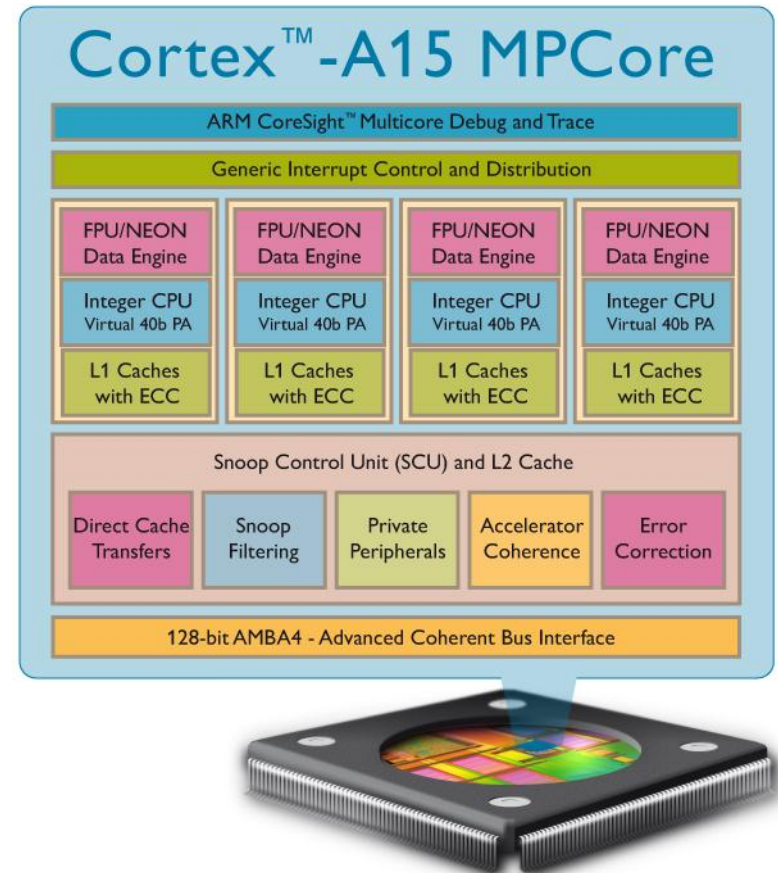 Cortex™-A15 MPCore
ARM CoreSight™ Multicore Debug and Trace
Generic Interrupt Control and Distribution
FPU/NEON
Data Engine
Integer CPU
Virtual 40b PA
L1 Caches
with ECC
FPU/NEON
Data Engine
Integer CPU
Virtual 40b PA
L1 Caches
with ECC
FPU/NEON
Data Engine
Integer CPU
Virtual 40b PA
L1 Caches
with ECC
FPU/NEON
Data Engine
Integer CPU
Virtual 40b PA
L1 Caches
with ECC
Snoop Control Unit (SCU) and L2 Cache
Direct Cache
Transfers
Snoop
Filtering
Private
Peripherals
Accelerator
Coherence
Error
Correction
128-bit AMBA4 - Advanced Coherent Bus Interface